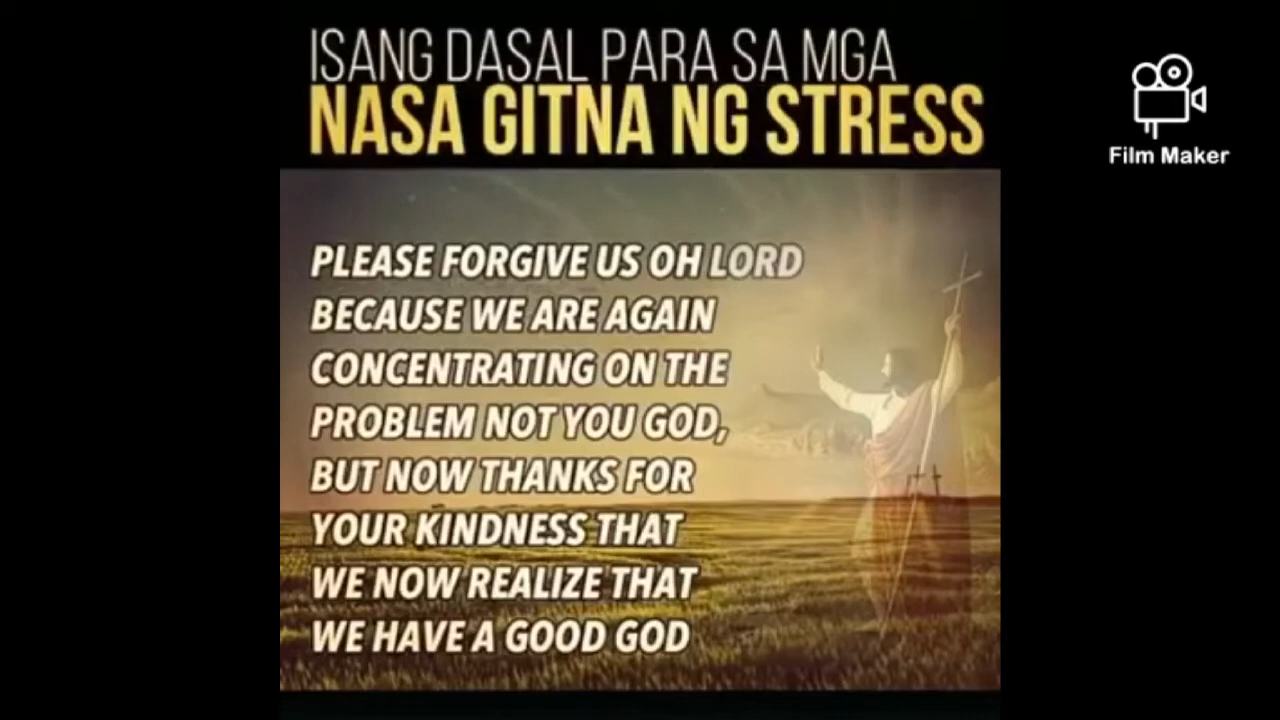 ISANG DASAL PARA SA MGA
NASA GITNA NG STRESS
Film Maker
PLEASE FORGIVE US OH LORD
BECAUSE WE ARE AGAIN
CONCENTRATING ON THE
PROBLEM NOT YOU GOD,
BUT NOW THANKS FOR
YOUR KINDNESS THAT
WE NOW REALIZE THAT
WE HAVE A GOOD GOD